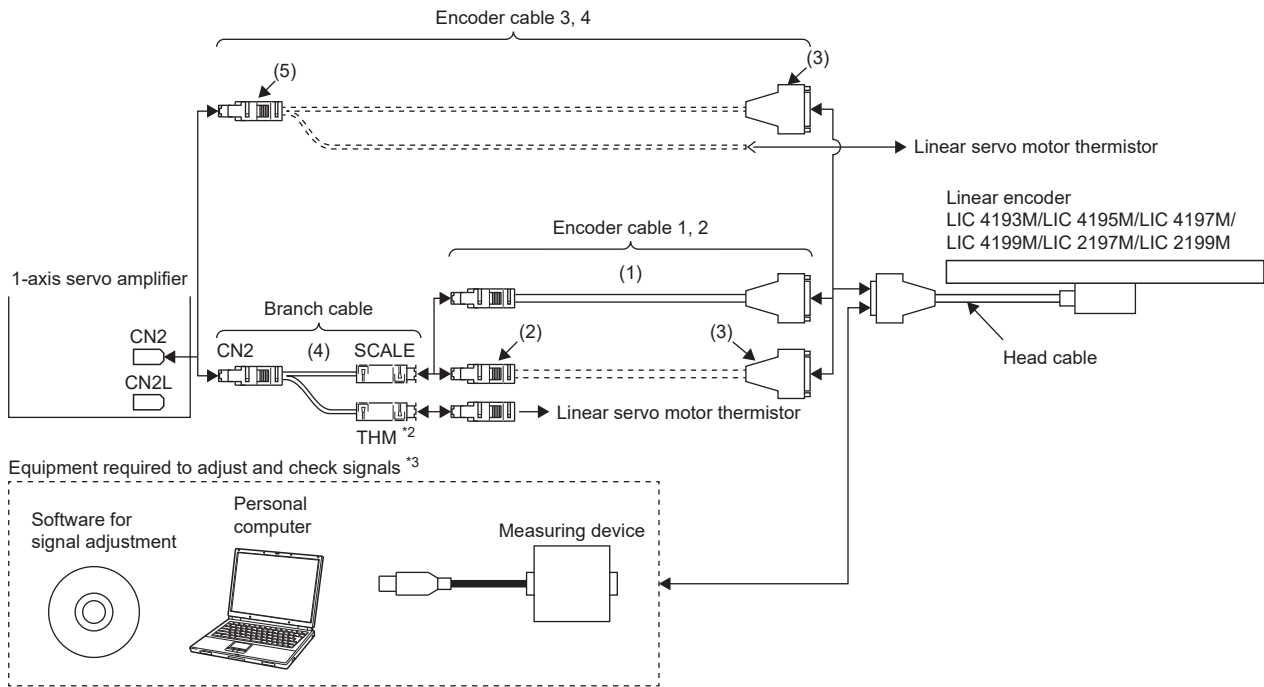 Encoder cable 3, 4
(5)
(3)
Linear servo motor thermistor
Linear encoder
LIC 4193M/LIC 4195M/LIC 4197M/
LIC 4199M/LIC 2197M/LIC 2199M
Encoder cable 1, 2
(1)
1-axis servo amplifier
Branch cable
CN2
CN2
(4)
SCALE
(2)
(3)
Head cable
CN2L
Linear servo motor thermistor
THM *2
Equipment required to adjust and check signals *3
Software for
signal adjustment
Personal
computer
Measuring device